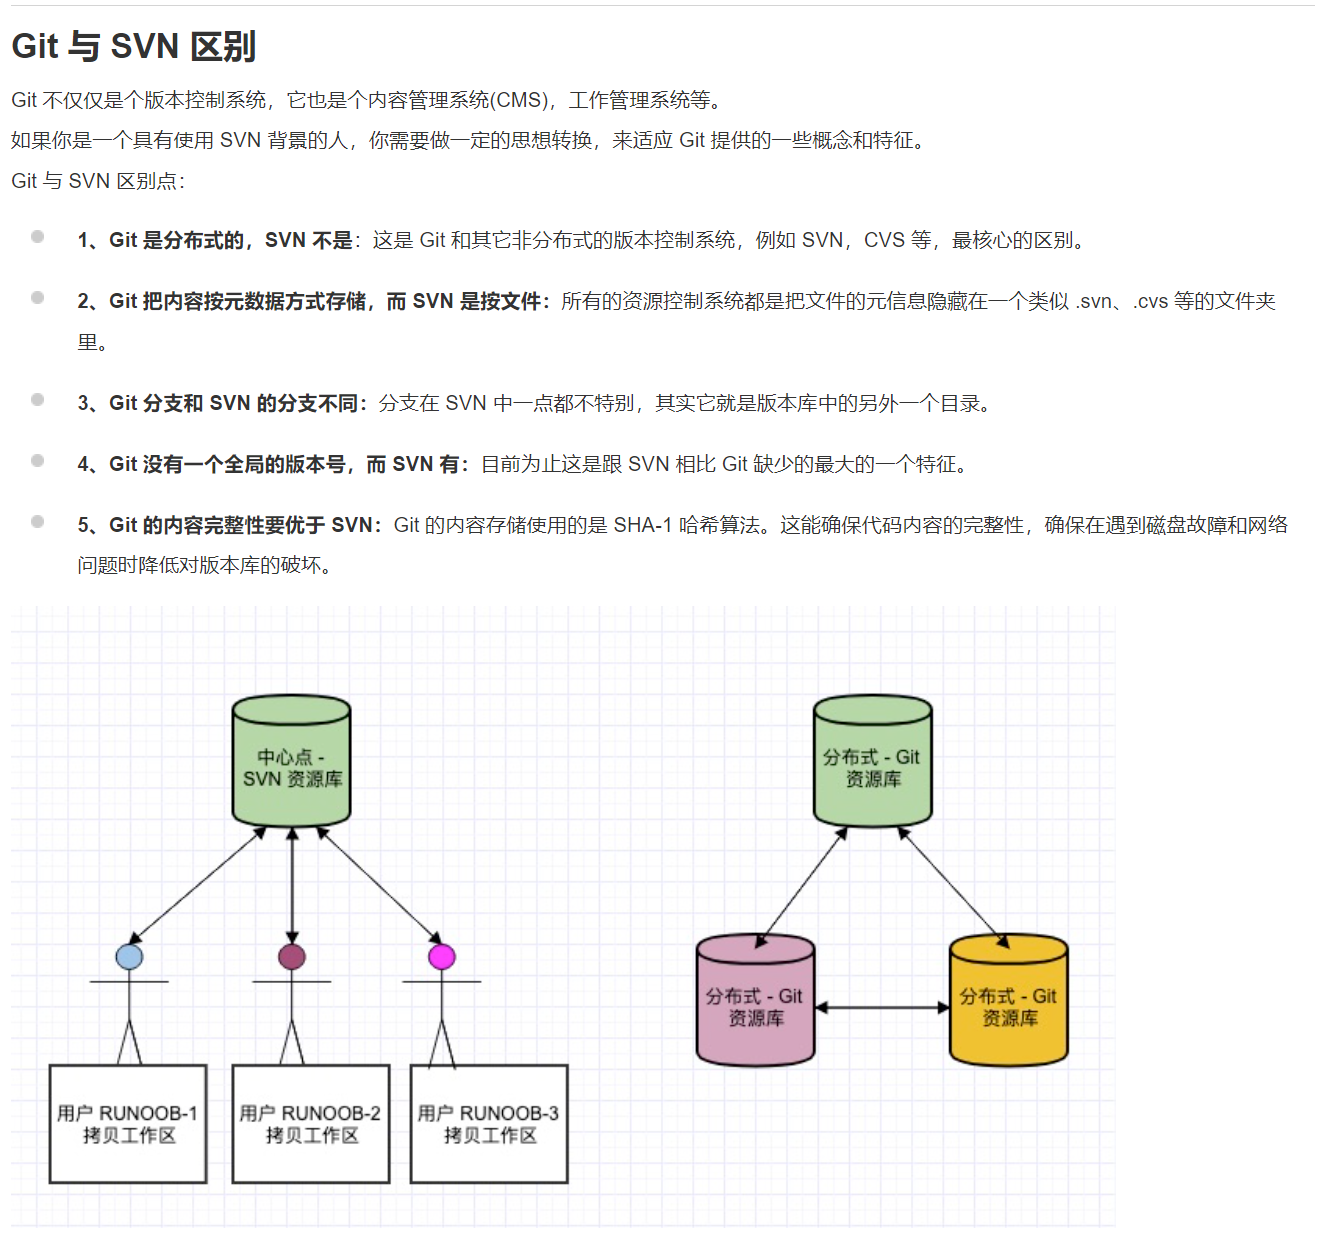 Git 与 SVN 区别
Git 不仅仅是个版本控制系统，它也是个内容管理系统(CMS)，工作管理系统等。
如果你是一个具有使用 SVN 背景的人，你需要做一定的思想转换，来适应 Git 提供的一些概念和特征。
Git 与 SVN 区别点：
1、Git 是分布式的，SVN 不是：这是 Git 和其它非分布式的版本控制系统，例如 SVN，CVS 等，最核心的区别。
2、Git 把内容按元数据方式存储，而 SVN 是按文件：所有的资源控制系统都是把文件的元信息隐藏在一个类似 .svn、.cvs 等的文件夹
里。
3、Git 分支和 SVN 的分支不同：分支在 SVN 中一点都不特别，其实它就是版本库中的另外一个目录。
4、Git 没有一个全局的版本号，而 SVN 有：目前为止这是跟 SVN 相比 Git 缺少的最大的一个特征。
5、Git 的内容完整性要优于 SVN：Git 的内容存储使用的是 SHA-1 哈希算法。这能确保代码内容的完整性，确保在遇到磁盘故障和网络
问题时降低对版本库的破坏。
中心点 -
SVN 资源库
用户 RUNOOB-1
拷贝工作区
用户 RUNOOB-2
拷贝工作区
用户 RUNOOB-3
拷贝工作区
分布式 - Git
资源库
分布式 - Git
资源库
分布式 - Git
资源库